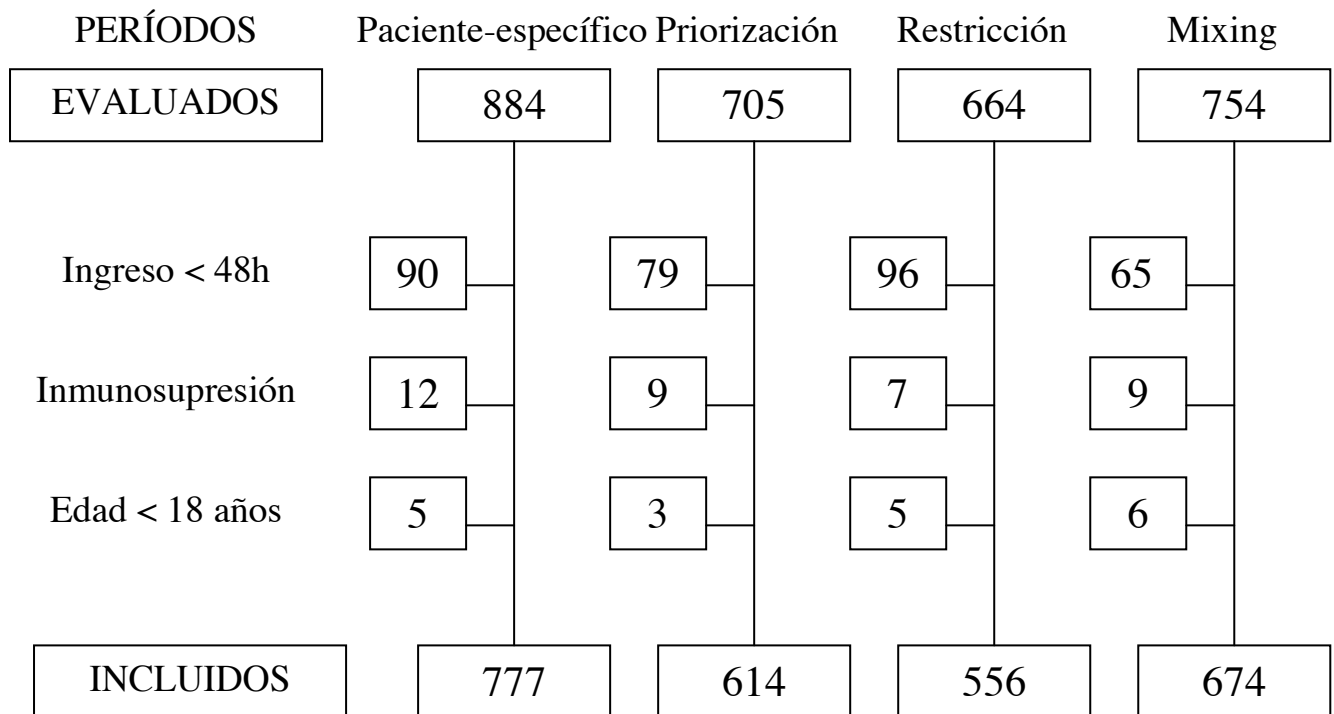 PERÍODOS Paciente-específico Priorización Restricción Mixing
EVALUADOS 884 705 664 754
Ingreso < 48h 90 79 96 65
Inmunosupresión 12 9 7 9
Edad < 18 años 5 3 5 6
INCLUIDOS 777 614 556 674